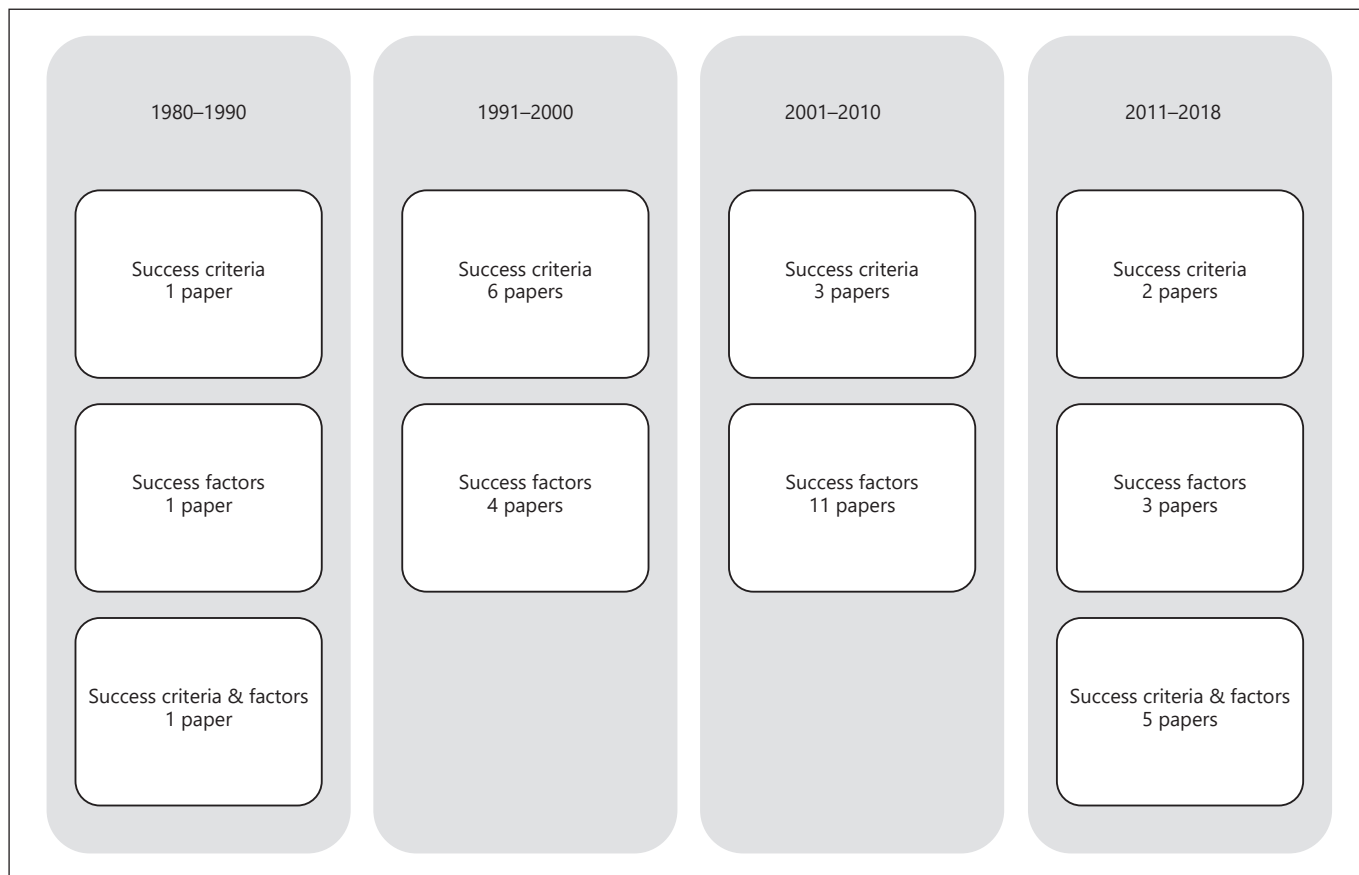 1980–1990
Success criteria
1 paper
Success factors
1 paper
Success criteria & factors
1 paper
1991–2000
Success criteria
6 papers
Success factors
4 papers
2001–2010
Success criteria
3 papers
Success factors
11 papers
2011–2018
Success criteria
2 papers
Success factors
3 papers
Success criteria & factors
5 papers